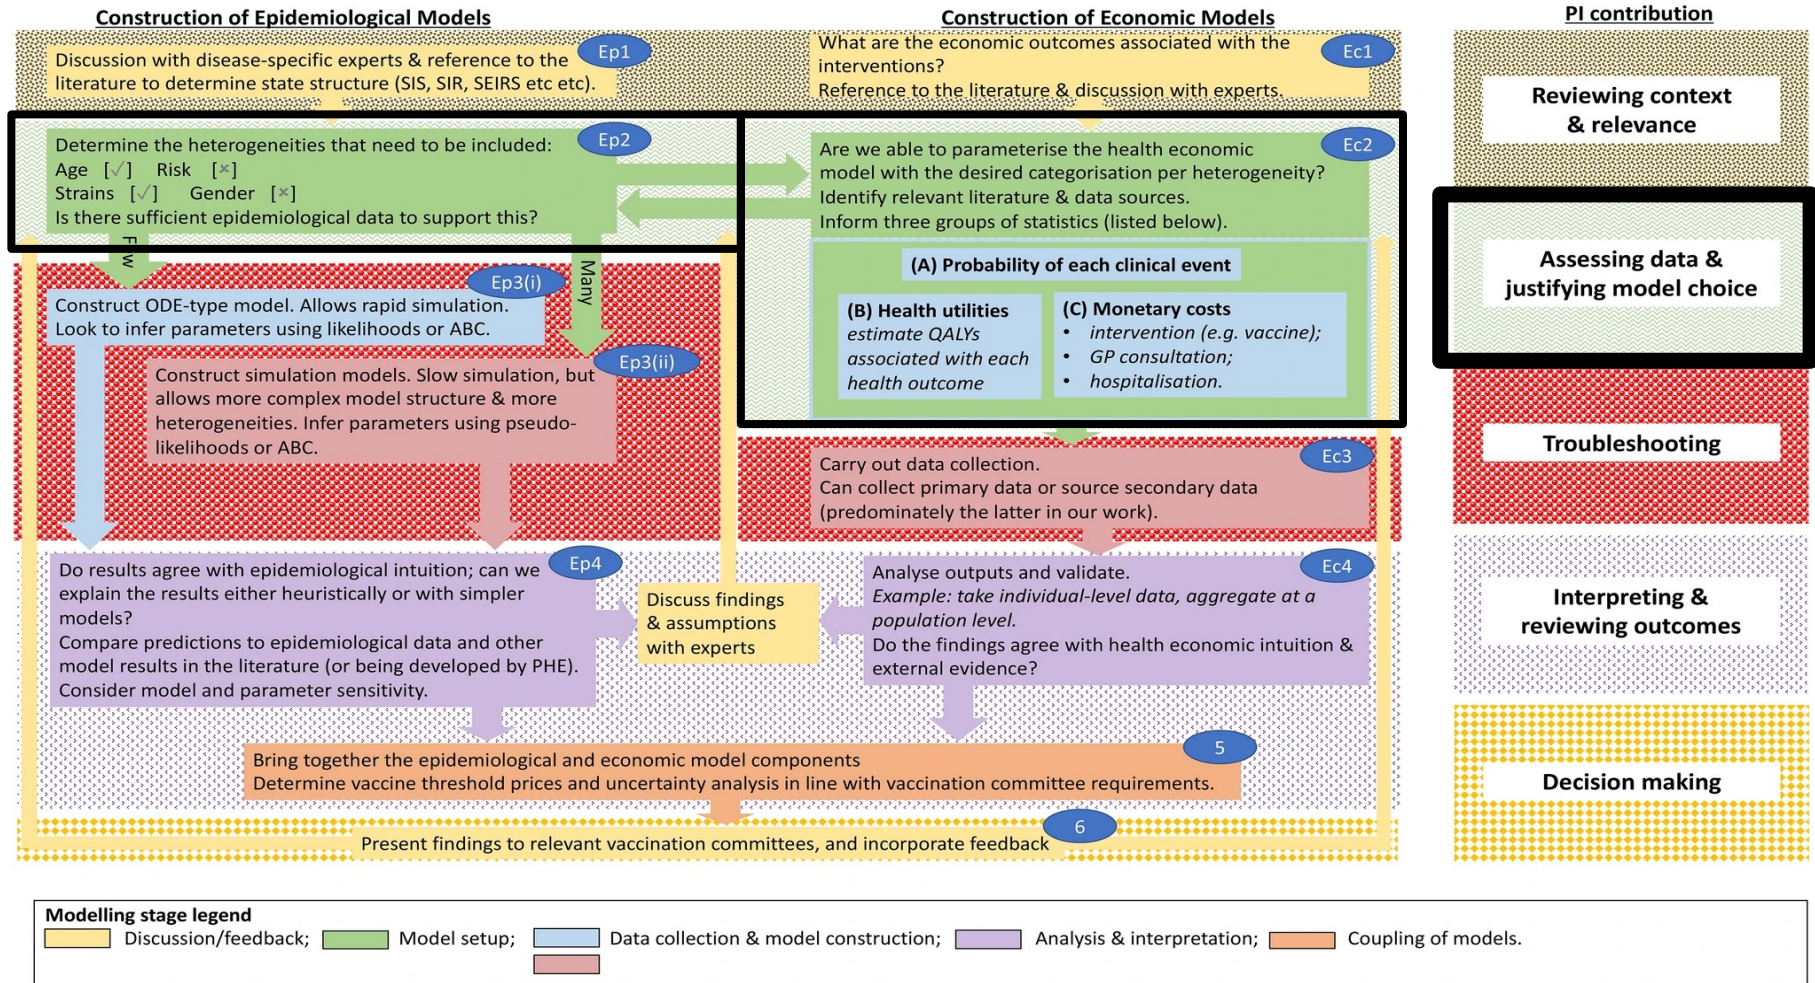 Construction of Epidemiological Models
Construction of Economic Models
PI contribution
Ep1
Discussion with disease-specific experts & reference to the
literature to determine state structure (SIS, SIR, SEIRS etc etc).
Ec1
What are the economic outcomes associated with the
interventions?
Reference to the literature & discussion with experts.
Reviewing context
& relevance
Ep2
Determine the heterogeneities that need to be included:
Age [✓] Risk [×]
Strains [✓] Gender [×]
Is there sufficient epidemiological data to support this?
Ec2
Are we able to parameterise the health economic
model with the desired categorisation per heterogeneity?
Identify relevant literature & data sources.
Inform three groups of statistics (listed below).
(A) Probability of each clinical event
(B) Health utilities
estimate QALYs
associated with each
health outcome
(C) Monetary costs
• intervention (e.g. vaccine);
• GP consultation;
• hospitalisation.
Assessing data &
justifying model choice
Few
Many
Ep3(i)
Construct ODE-type model. Allows rapid simulation.
Look to infer parameters using likelihoods or ABC.
Ep3(ii)
Construct simulation models. Slow simulation, but
allows more complex model structure & more
heterogeneities. Infer parameters using pseudo-
likelihoods or ABC.
Ec3
Carry out data collection.
Can collect primary data or source secondary data
(predominately the latter in our work).
Troubleshooting
Ep4
Do results agree with epidemiological intuition; can we
explain the results either heuristically or with simpler
models?
Compare predictions to epidemiological data and other
model results in the literature (or being developed by PHE).
Consider model and parameter sensitivity.
Discuss findings
& assumptions
with experts
Ec4
Analyse outputs and validate.
Example: take individual-level data, aggregate at a
population level.
Do the findings agree with health economic intuition &
external evidence?
Interpreting &
reviewing outcomes
5
Bring together the epidemiological and economic model components
Determine vaccine threshold prices and uncertainty analysis in line with vaccination committee requirements.
Decision making
6
Present findings to relevant vaccination committees, and incorporate feedback
Modelling stage legend
Discussion/feedback; Model setup; Data collection & model construction; Analysis & interpretation; Coupling of models.